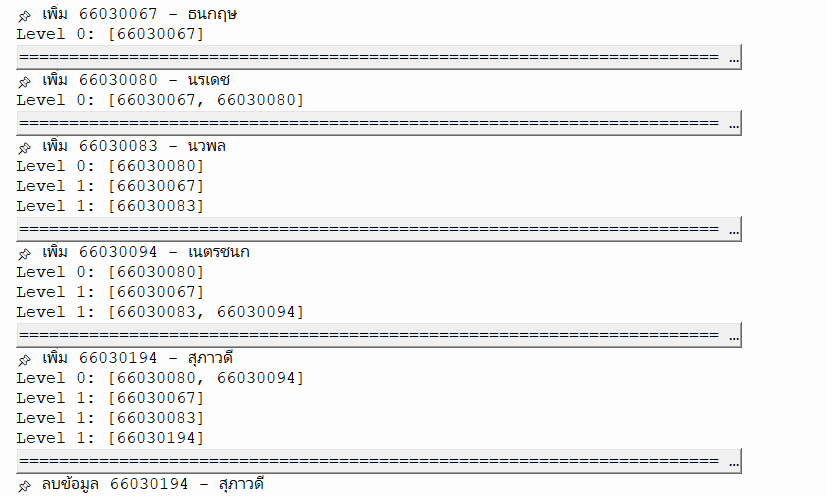 📌 เพิ่ม 66030067 - ธนกฤษ
Level 0: [66030067]
====================================================================== …
📌 เพิ่ม 66030080 - นรเดช
Level 0: [66030067, 66030080]
====================================================================== …
📌 เพิ่ม 66030083 - นวพล
Level 0: [66030080]
Level 1: [66030067]
Level 1: [66030083]
====================================================================== …
📌 เพิ่ม 66030094 - เนตรชนก
Level 0: [66030080]
Level 1: [66030067]
Level 1: [66030083, 66030094]
====================================================================== …
📌 เพิ่ม 66030194 - สุภาวดี
Level 0: [66030080, 66030094]
Level 1: [66030067]
Level 1: [66030083]
Level 1: [66030194]
====================================================================== …
📌 ลบข้อมูล 66030194 - สุภาวดี